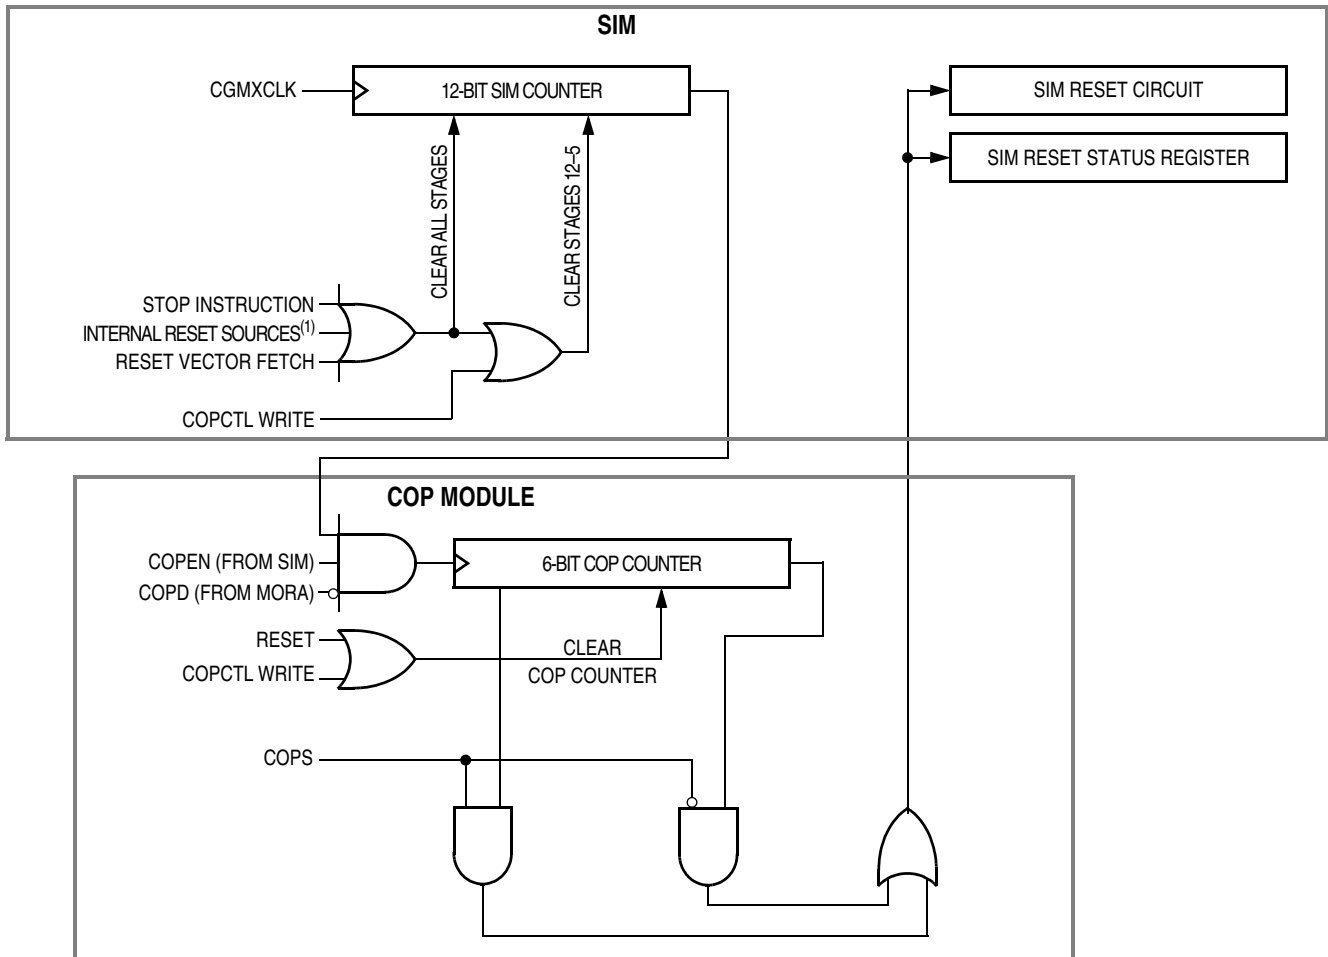 SIM
CGMXCLK
12-BIT SIM COUNTER
SIM RESET CIRCUIT
SIM RESET STATUS REGISTER
CLEAR ALL STAGES
CLEAR STAGES 12–5
STOP INSTRUCTION
INTERNAL RESET SOURCES(1)
RESET VECTOR FETCH
COPCTL WRITE
COP MODULE
COPEN (FROM SIM)
COPD (FROM MORA)
6-BIT COP COUNTER
RESET
COPCTL WRITE
CLEAR
COP COUNTER
COPS